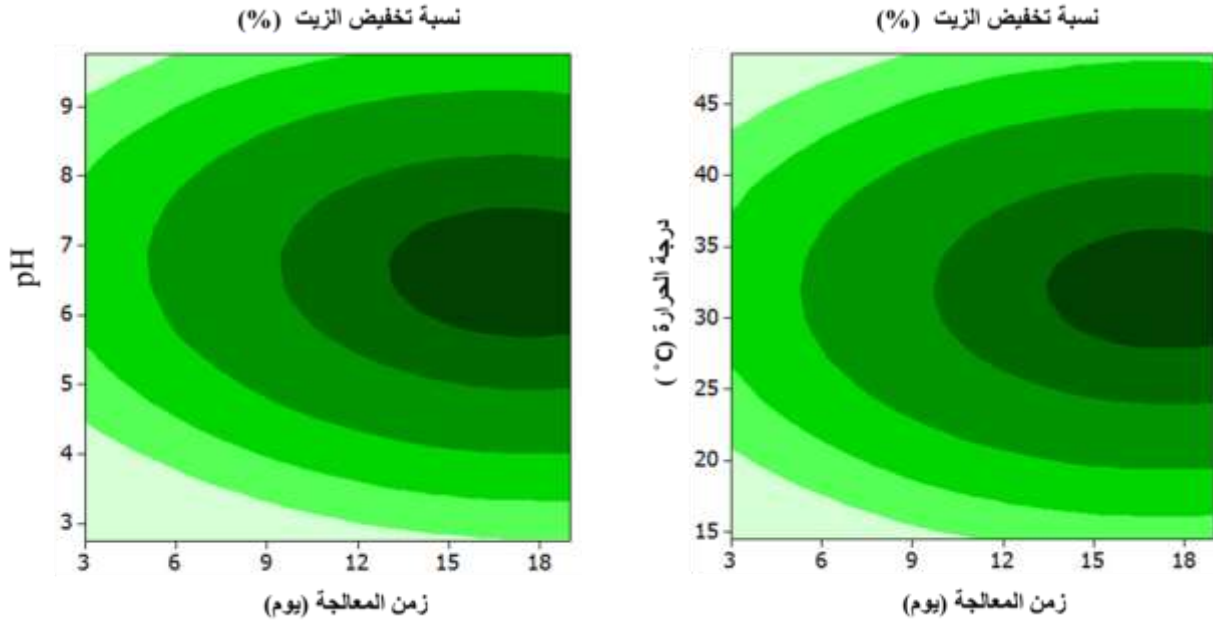 نسبة تخفيض الزيت (%)
pH
9
8
7
6
5
4
3
3 6 9 12 15 18
زمن المعالجة (يوم)
نسبة تخفيض الزيت (%)
درجة الحرارة (°C)
45
40
35
30
25
20
15
3 6 9 12 15 18
زمن المعالجة (يوم)